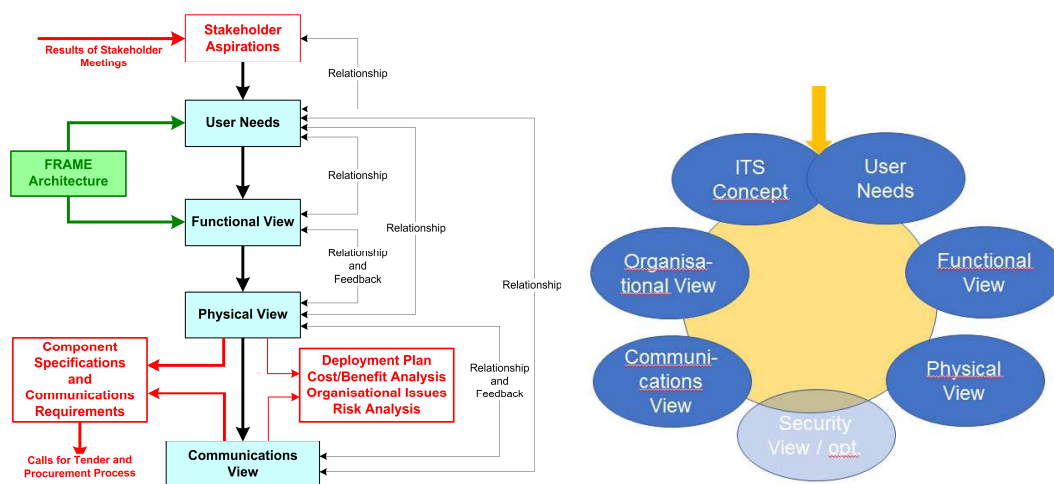 Stakeholder
Aspirations
Results of Stakeholder
Meetings
Relationship
User Needs
FRAME
Architecture
Relationship
Functional View
Relationship
Relationship
and
Feedback
Relationship
Physical View
Component
Specifications
and
Communications
Requirements
Deployment Plan
Cost/Benefit Analysis
Organisational Issues
Risk Analysis
Relationship
and
Feedback
Calls for Tender and
Procurement Process
Communications
View
ITS
Concept
User
Needs
Organisa-
tional View
Functional
View
Communi-
cations
View
Physical
View
Security
View / opt.